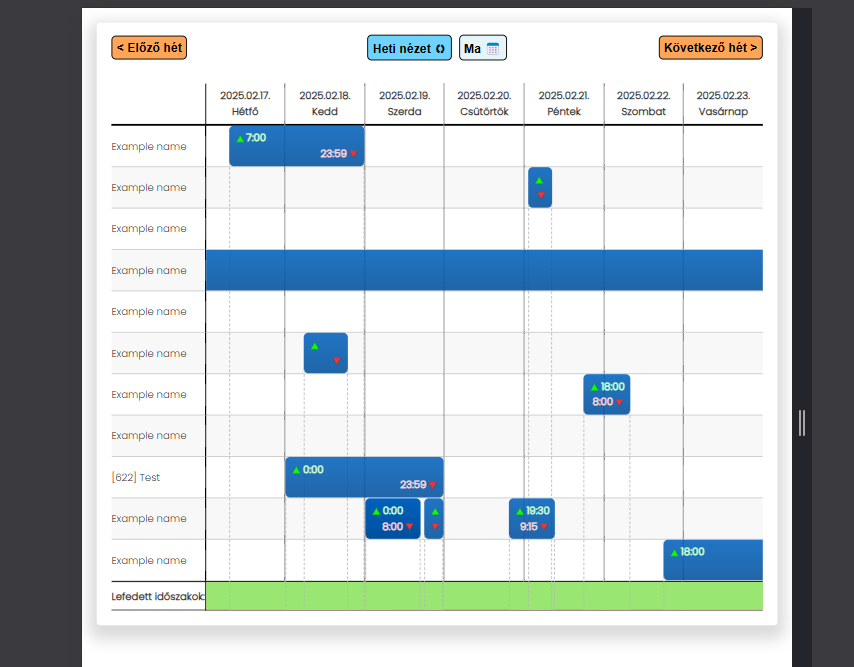 < Előző hét
Heti nézet
Ma
Következő hét >
2025.02.17. 2025.02.18. 2025.02.19. 2025.02.20. 2025.02.21. 2025.02.22. 2025.02.23.
Hétfő Kedd Szerda Csütörtök Péntek Szombat Vasárnap
Example name
7:00
23:59
Example name
Example name
Example name
Example name
Example name
Example name
18:00
8:00
Example name
[622] Test
0:00
23:59
Example name
0:00 19:30
8:00 9:15
Example name
18:00
Lefedett időszakok: